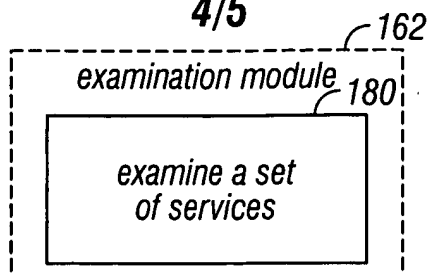 4/5
162
examination module
180
examine a set
of services